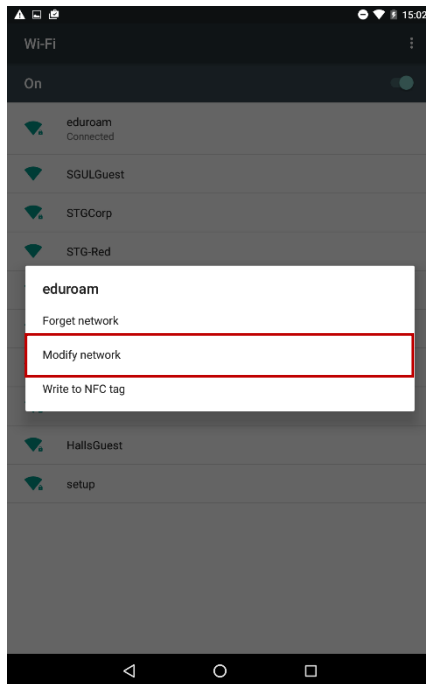 15:02
Wi-Fi
On
eduroam
Connected
SGULGuest
STGCorp
STG-Red
eduroam
Forget network
Modify network
Write to NFC tag
HallsGuest
setup